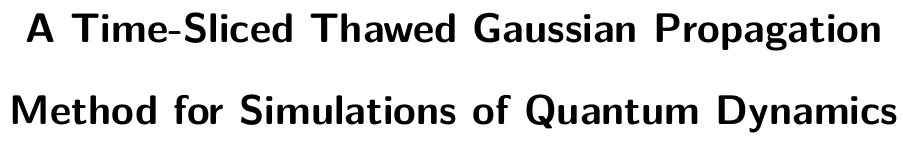 A Time-Sliced Thawed Gaussian Propagation
Method for Simulations of Quantum Dynamics